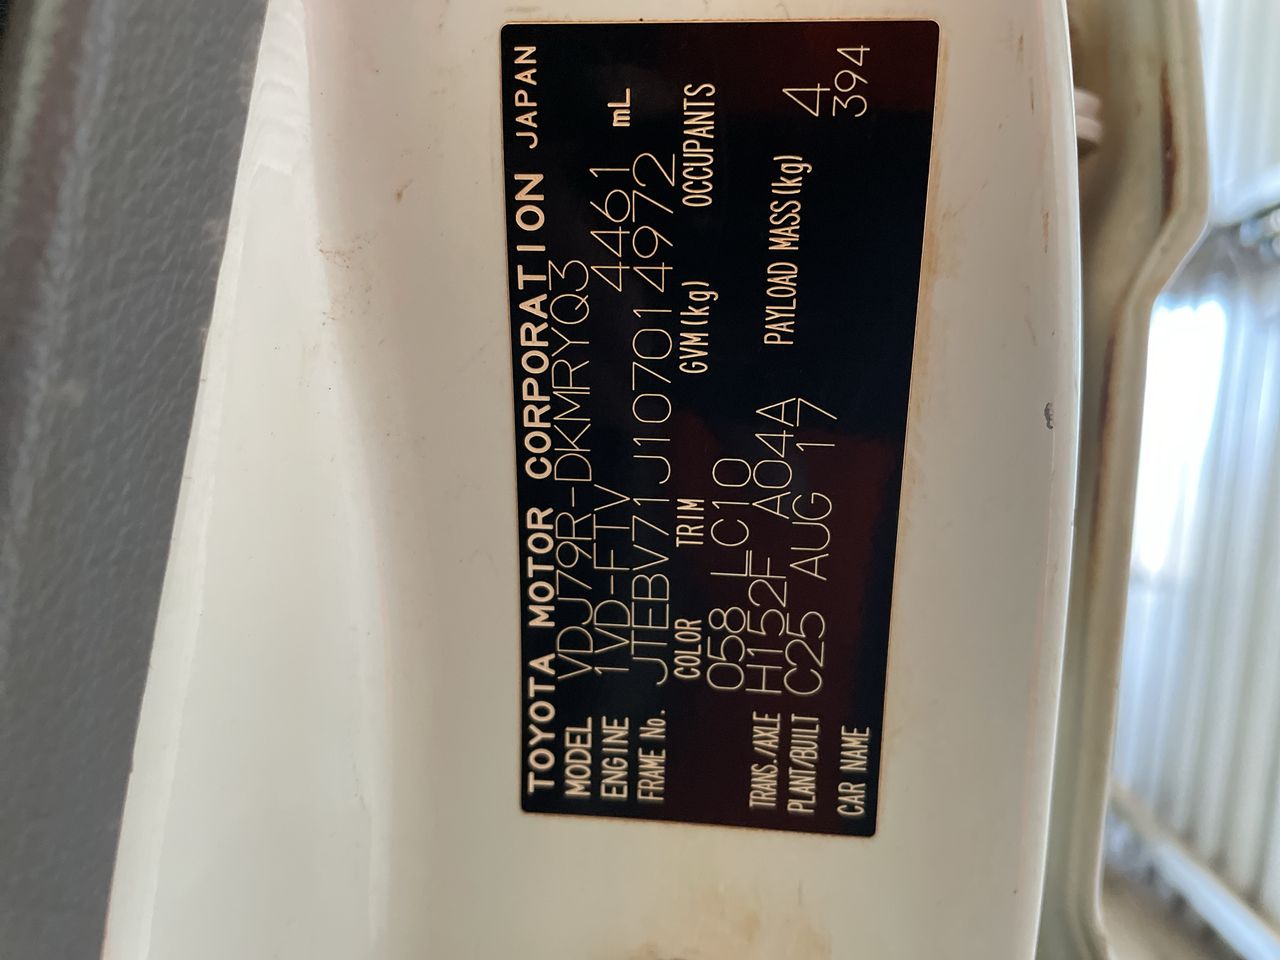 TOYOTA MOTOR CORPORATION JAPAN
MODEL VDJ79R-DKMRYQ3
ENGINE 1VD-FTV 4461 mL
FRAME No. JTEBV71J107014972
COLOR TRIM GVM(kg) OCCUPANTS
058 LC10
TRANS./AXLE H152F A04A PAYLOAD MASS(kg) 4
PLANT/BUILT C25 AUG 17 394
CAR NAME